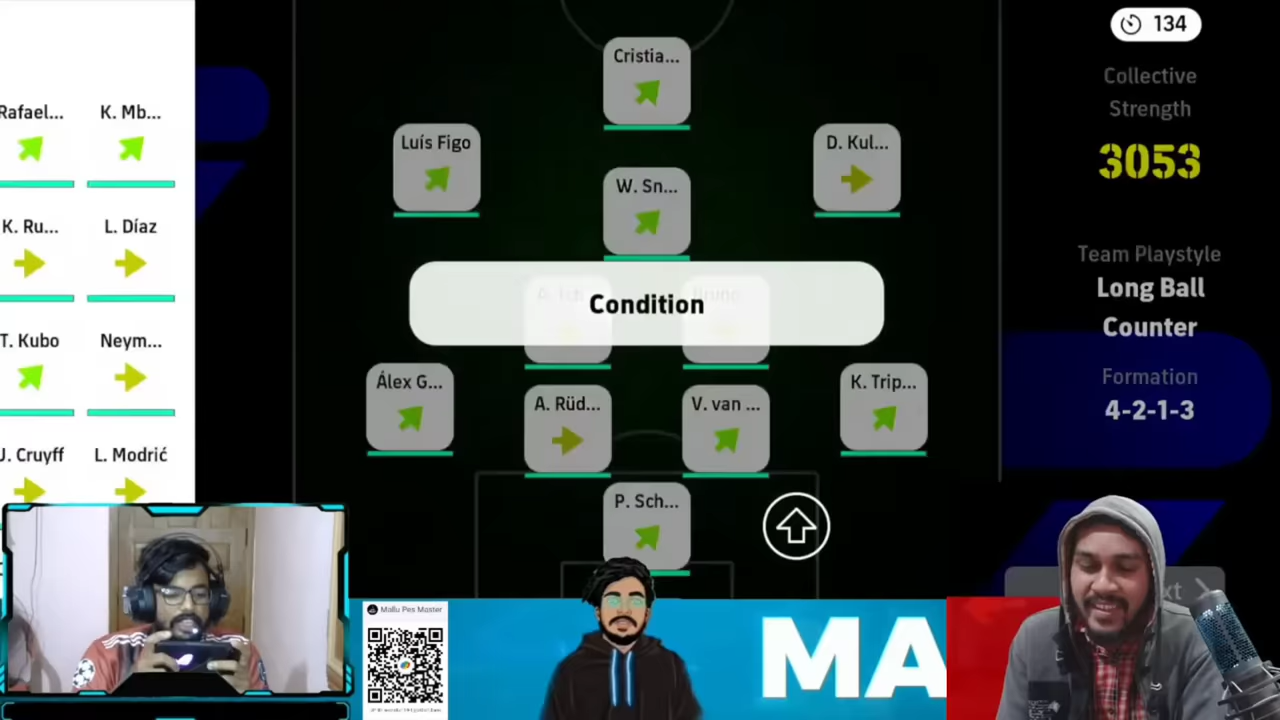 134
Collective
Strength
3053
Team Playstyle
Long Ball
Counter
Formation
4-2-1-3
Rafael...
K. Mb...
K. Ru...
L. Díaz
T. Kubo
Neym...
J. Cruyff
L. Modrić
Cristia...
Luís Figo
D. Kul...
W. Sn...
Condition
Álex G...
A. Rüd...
V. van ...
K. Trip...
P. Sch...
Mallu Pes Master
MA